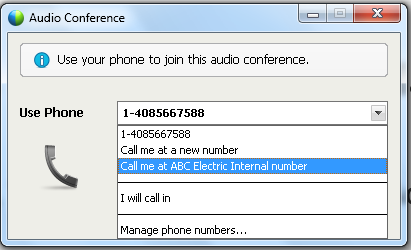 Audio Conference
Use your phone to join this audio conference.
Use Phone
1-4085667588
1-4085667588
Call me at a new number
Call me at ABC Electric Internal number
I will call in
Manage phone numbers...